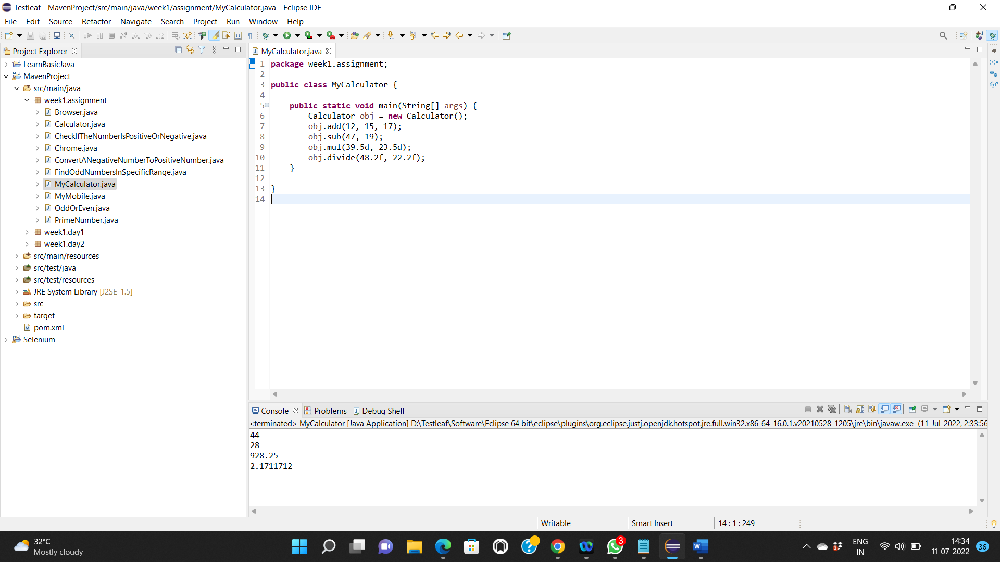 Testleaf - MavenProject/src/main/java/week1/assignment/MyCalculator.java - Eclipse IDE
File Edit Source Refactor Navigate Search Project Run Window Help
Project Explorer
LearnBasicJava
MavenProject
src/main/java
week1.assignment
Browser.java
Calculator.java
CheckIfTheNumberIsPositiveOrNegative.java
Chrome.java
ConvertANegativeNumberToPositiveNumber.java
FindOddNumbersInSpecificRange.java
MyCalculator.java
MyMobile.java
OddOrEven.java
PrimeNumber.java
week1.day1
week1.day2
src/main/resources
src/test/java
src/test/resources
JRE System Library [J2SE-1.5]
src
target
pom.xml
Selenium
MyCalculator.java
1 package week1.assignment;
2
3 public class MyCalculator {
4
5 public static void main(String[] args) {
6 Calculator obj = new Calculator();
7 obj.add(12, 15, 17);
8 obj.sub(47, 19);
9 obj.mul(39.5d, 23.5d);
10 obj.divide(48.2f, 22.2f);
11 }
12
13 }
14
Console Problems Debug Shell
<terminated> MyCalculator [Java Application] D:\Testleaf\Software\Eclipse 64 bit\eclipse\plugins\org.eclipse.justj.openjdk.hotspot.jre.full.win32.x86_64_16.0.1.v20210528-1205\jre\bin\javaw.exe (11-Jul-2022, 2:33:56
44
28
928.25
2.1711712
Writable Smart Insert 14 : 1 : 249
32°C
Mostly cloudy
3
3
ENG
IN
14:34
11-07-2022
36